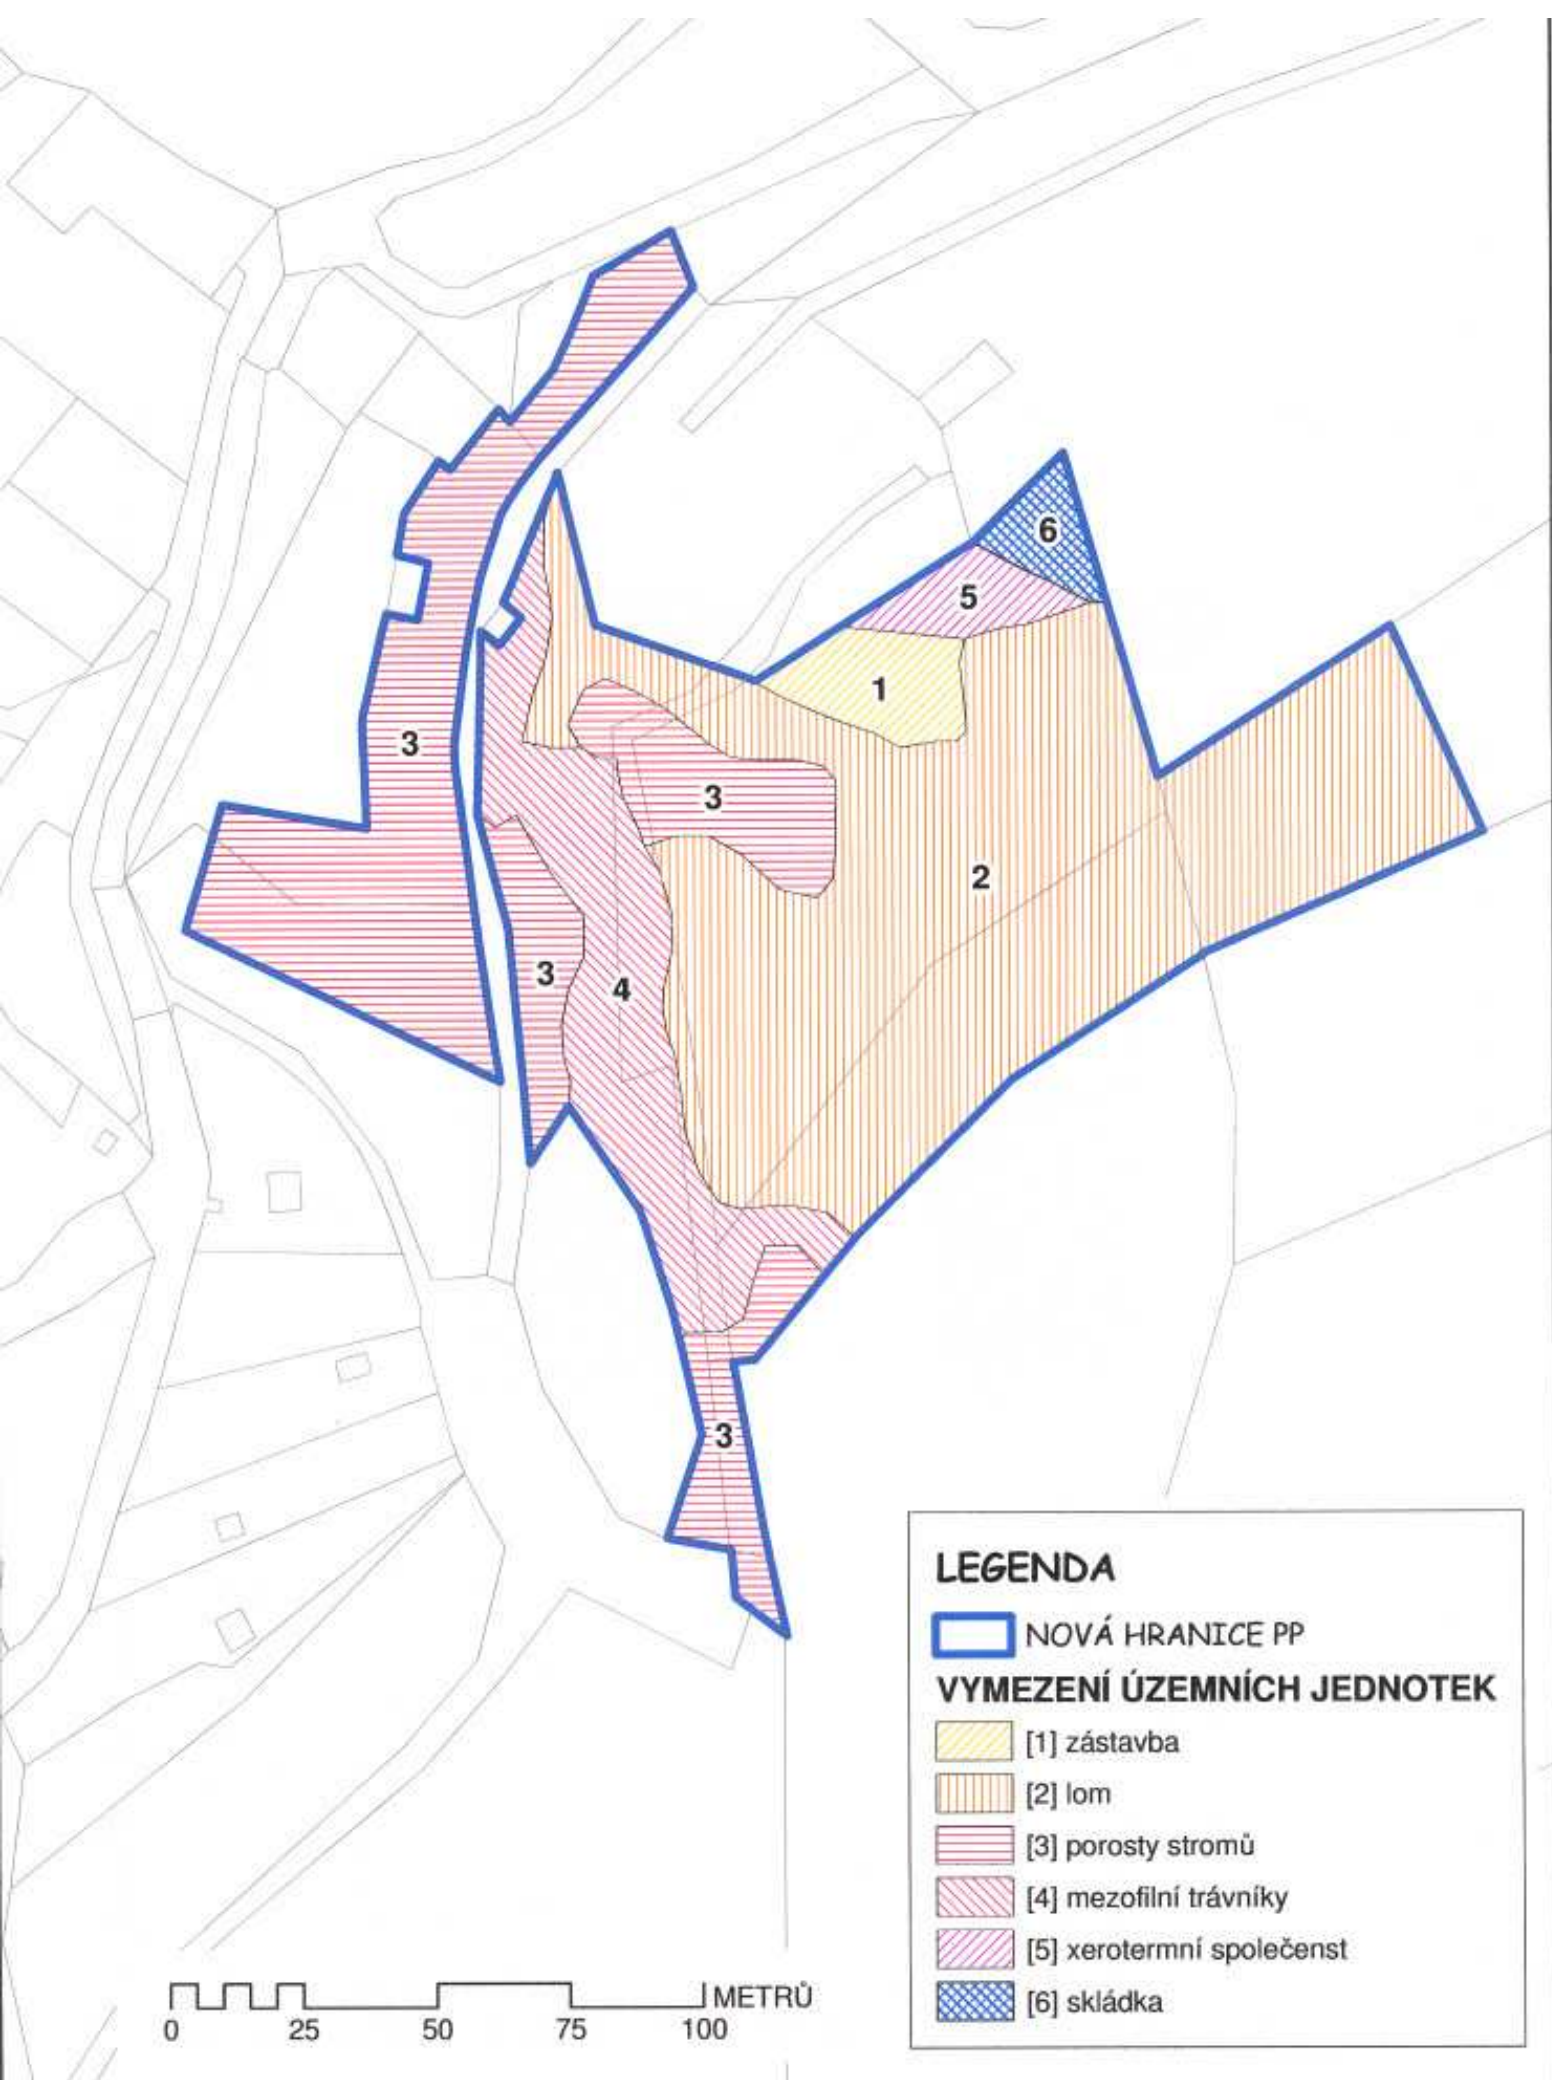 6
5
1
3
3
2
3
4
3
LEGENDA
NOVÁ HRANICE PP
VYMEZENÍ ÚZEMNÍCH JEDNOTEK
[1] zástavba
[2] lom
[3] porosty stromů
[4] mezofilní trávníky
[5] xerotermní společenst
[6] skládka
METRŮ
0 25 50 75 100